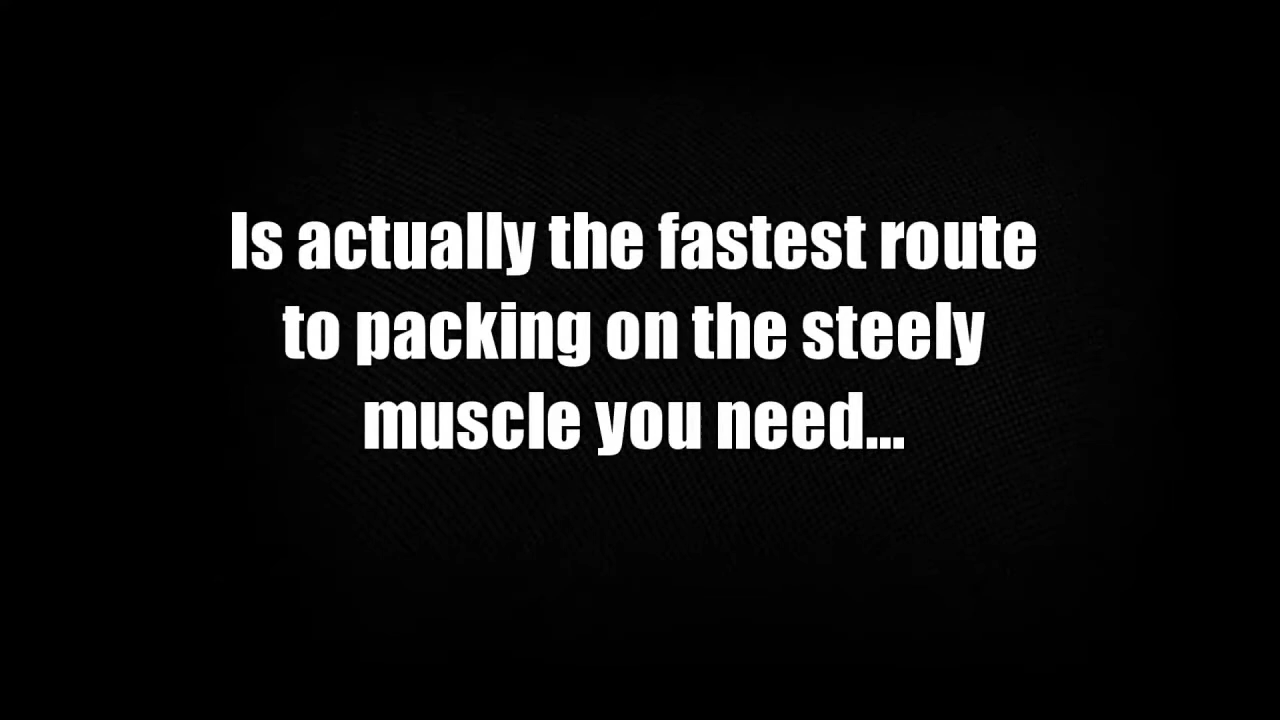 Is actually the fastest route
to packing on the steely
muscle you need...